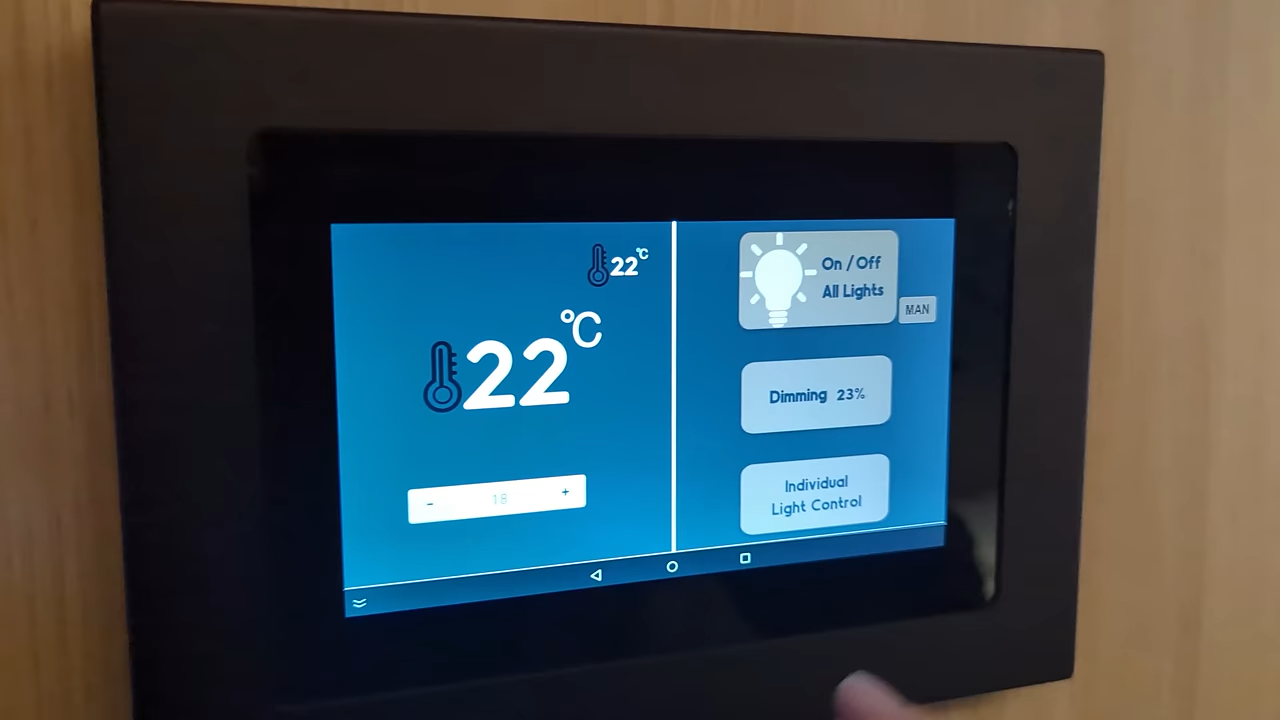 22°C
22°C
- 18 +
On / Off
All Lights
MAN
Dimming 23%
Individual
Light Control